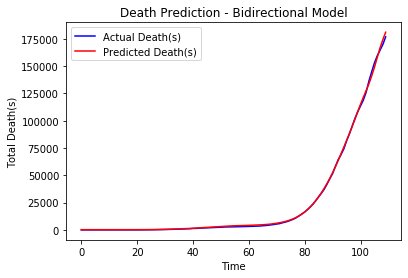 Death Prediction - Bidirectional Model
Actual Death(s)
Predicted Death(s)
Total Death(s)
175000
150000
125000
100000
75000
50000
25000
0
0 20 40 60 80 100
Time